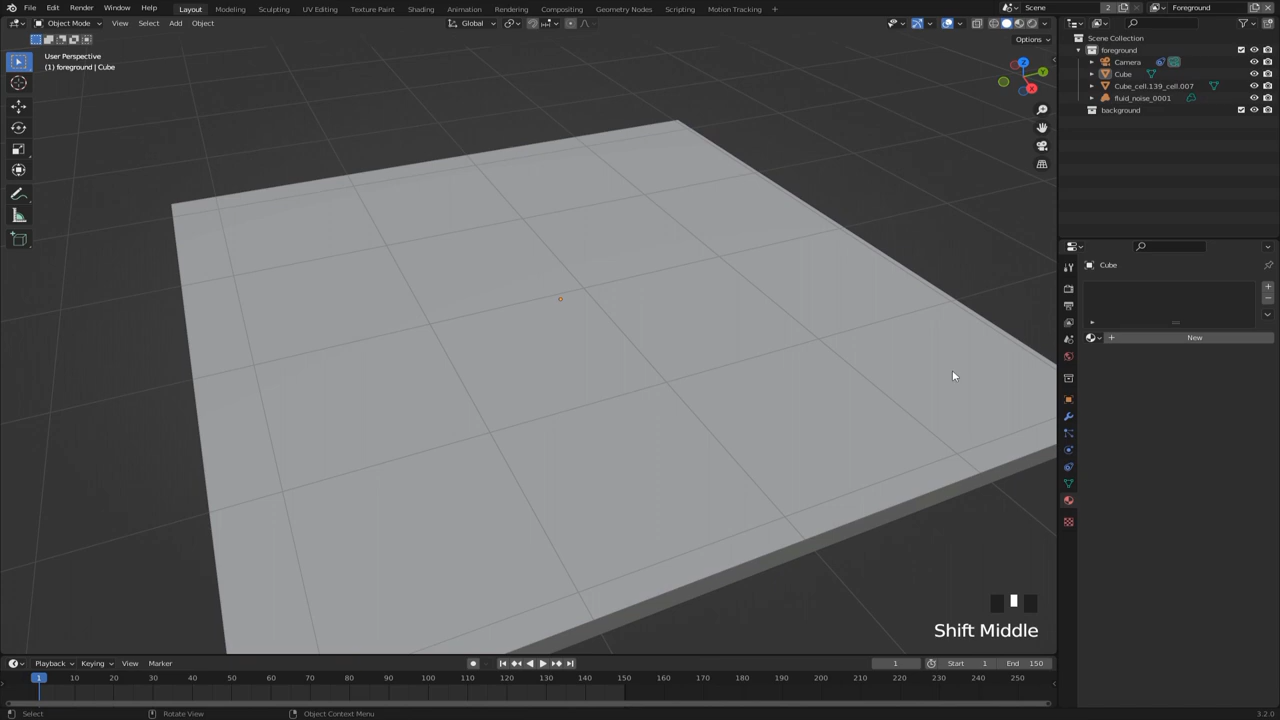 File Edit Render Window Help Layout Modeling Sculpting UV Editing Texture Paint Shading Animation Rendering Compositing Geometry Nodes Scripting Motion Tracking + Scene 2 Foreground
Object Mode View Select Add Object Global
Options
User Perspective
(1) foreground | Cube
Z
Y
X
Scene Collection
foreground
Camera
Cube
Cube_cell.139_cell.007
fluid_noise_0001
background
Cube
New
Shift Middle
Playback Keying View Marker 1 Start 1 End 150
1 10 20 30 40 50 60 70 80 90 100 110 120 130 140 150 160 170 180 190 200 210 220 230 240 250
Select Rotate View Object Context Menu 3.2.0